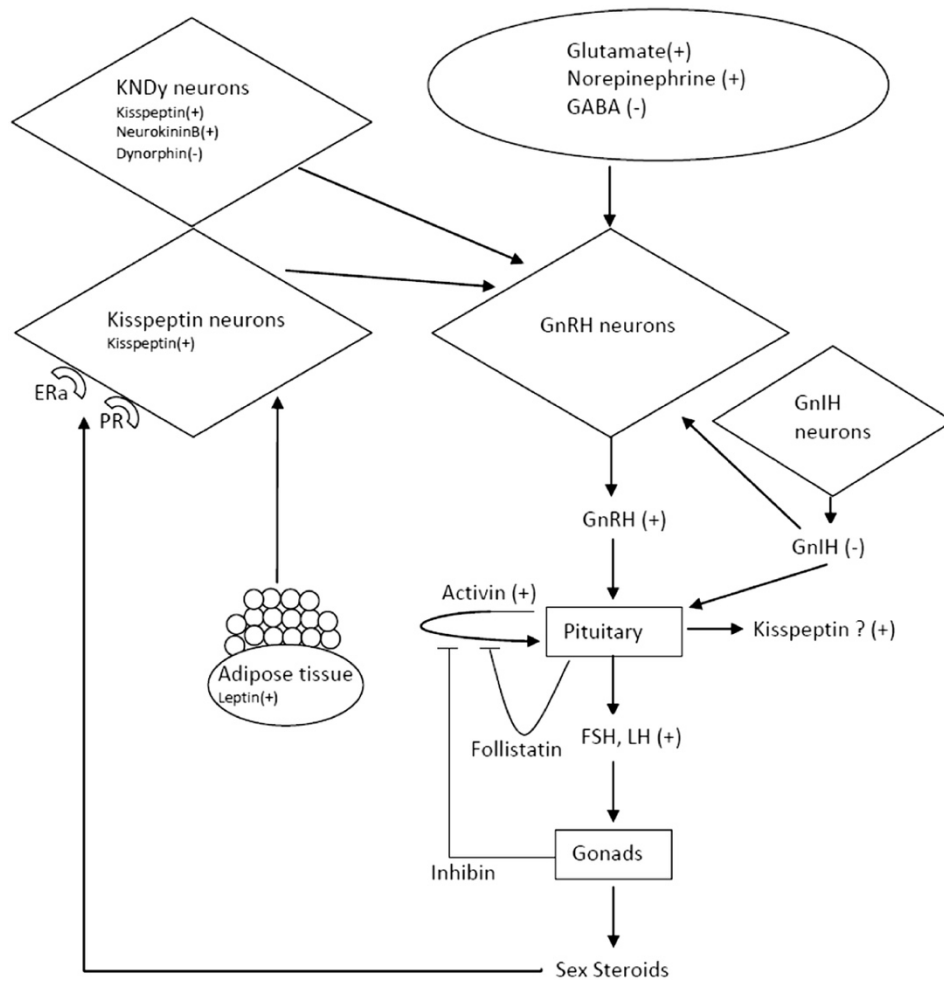 KNDy neurons
Kisspeptin(+)
NeurokininB(+)
Dynorphin(-)
Glutamate(+)
Norepinephrine (+)
GABA (-)
Kisspeptin neurons
Kisspeptin(+)
GnRH neurons
ERa
PR
GnIH
neurons
GnRH (+)
GnIH (-)
Activin (+)
Pituitary
Kisspeptin ? (+)
Adipose tissue
Leptin(+)
Follistatin
FSH, LH (+)
Inhibin
Gonads
Sex Steroids